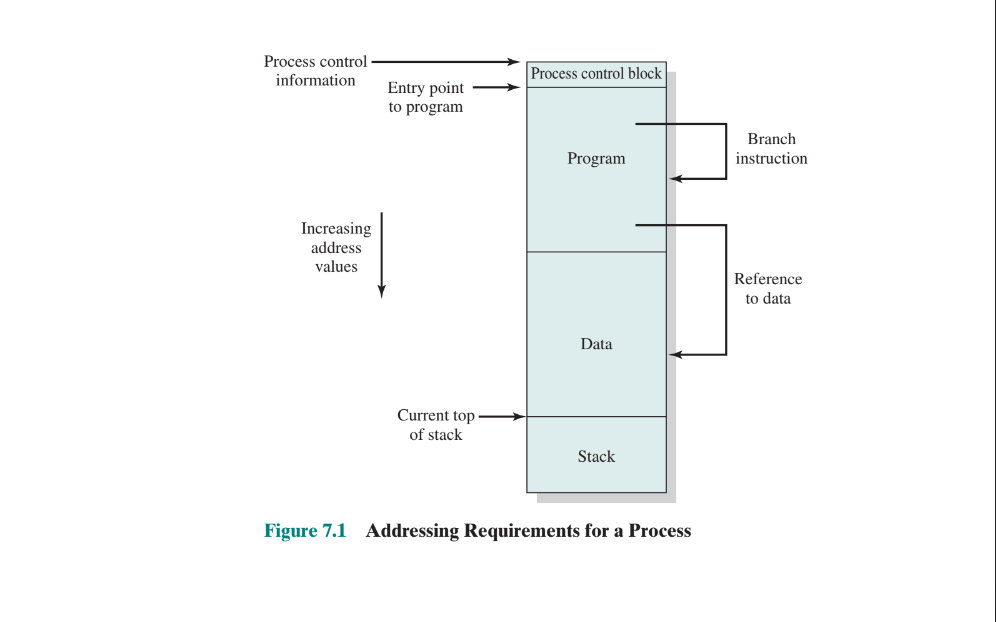 Process control
information
Process control block
Entry point
to program
Branch
instruction
Program
Increasing
address
values
Reference
to data
Data
Current top
of stack
Stack
Figure 7.1 Addressing Requirements for a Process